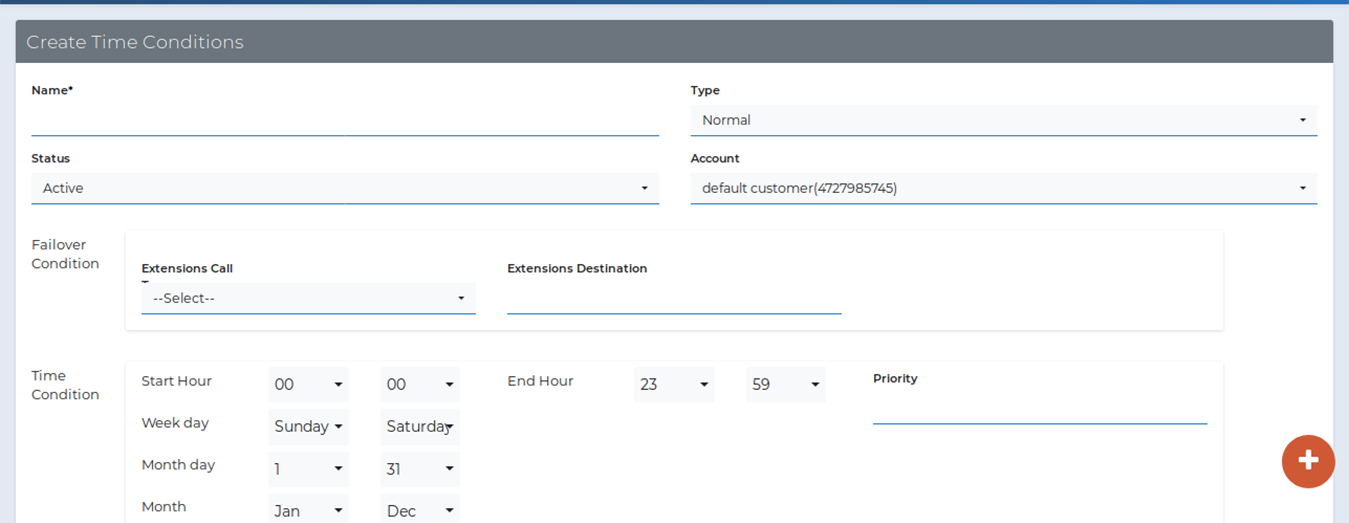 Create Time Conditions
Name*
Type
Normal
Status
Account
Active
default customer(4727985745)
Failover
Condition
Extensions Call
Extensions Destination
--Select--
Time
Condition
Start Hour
00
00
End Hour
23
59
Priority
Week day
Sunday
Saturday
Month day
1
31
Month
Jan
Dec